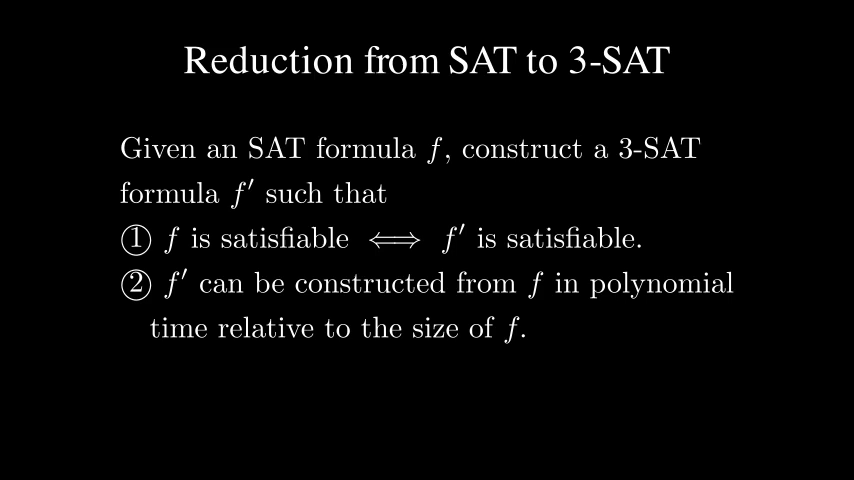 Reduction from SAT to 3-SAT
Given an SAT formula f, construct a 3-SAT
formula f′ such that
① f is satisfiable ⟺ f′ is satisfiable.
② f′ can be constructed from f in polynomial
time relative to the size of f.